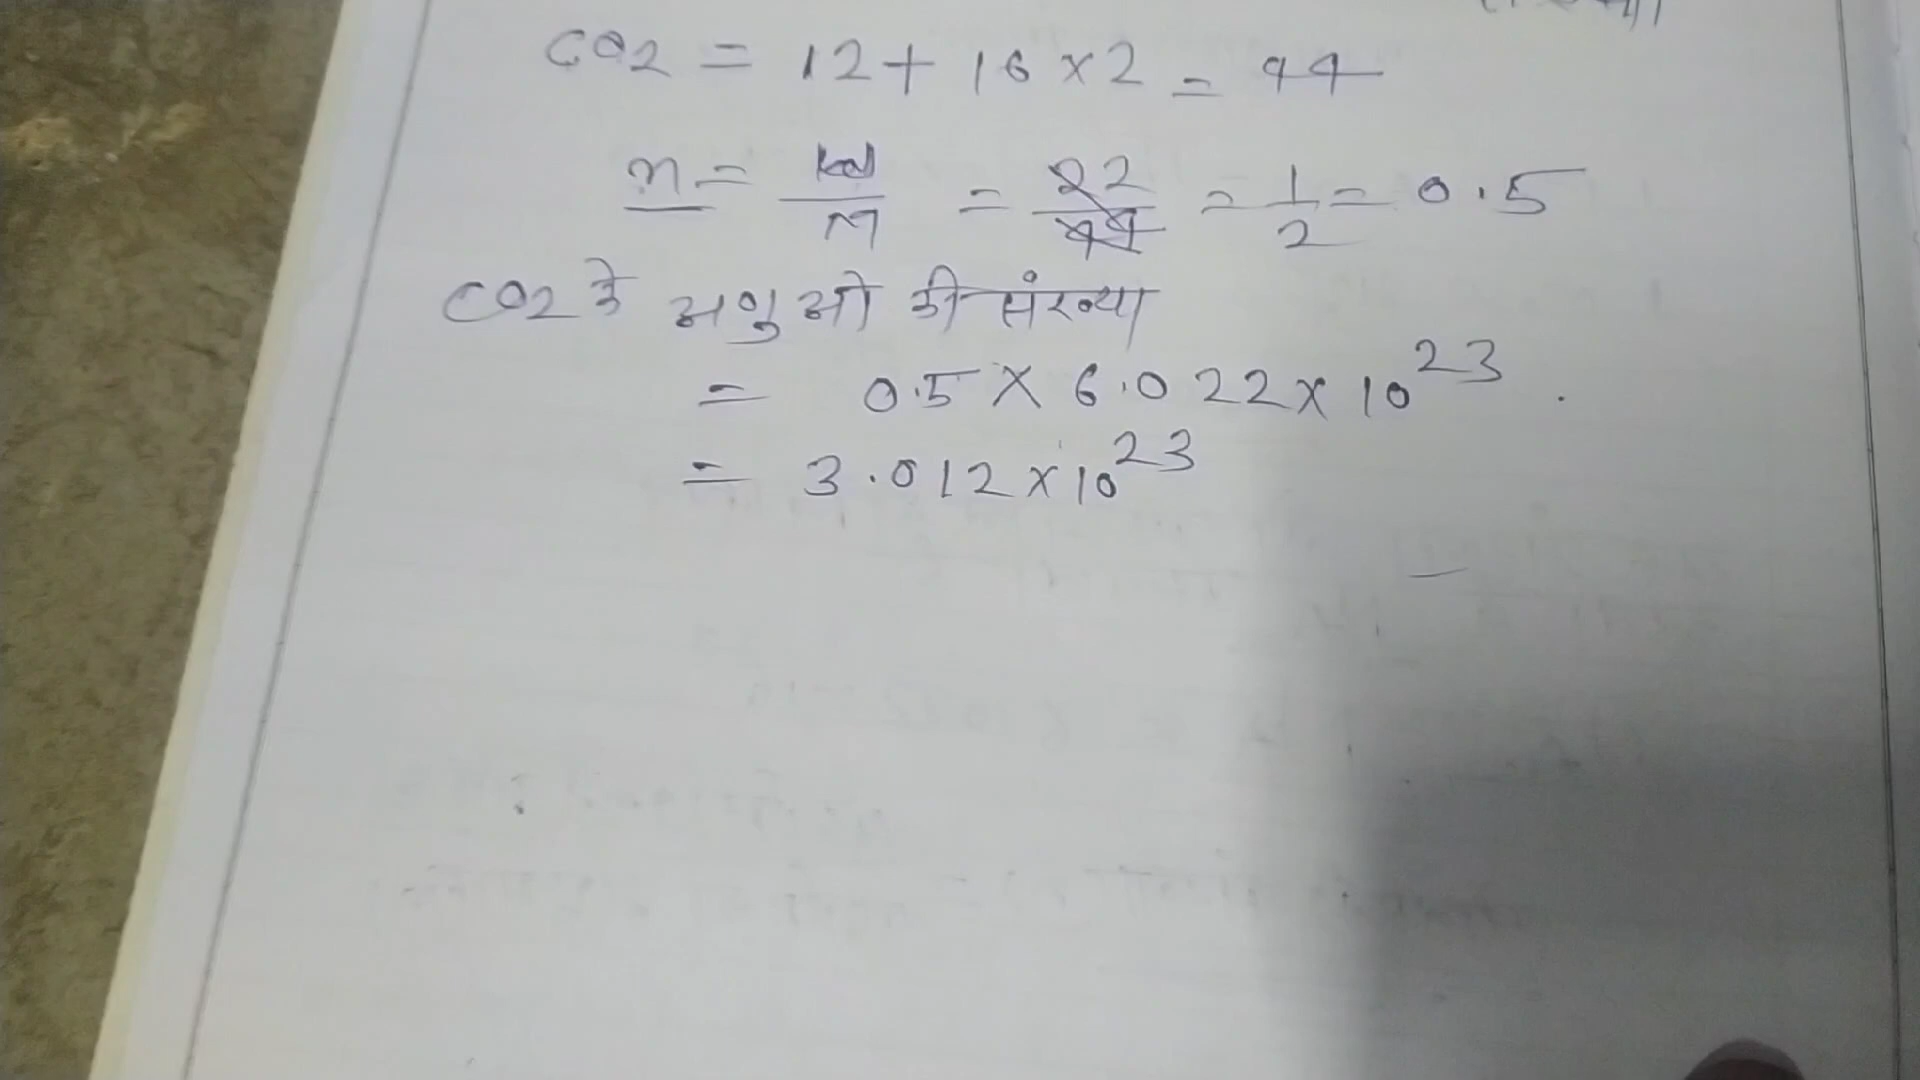 CO2 = 12 + 16 × 2 = 44
n = W/M = 22/44 = 1/2 = 0.5
CO2 के अणुओ की संख्या
= 0.5 × 6.022 × 10^23
= 3.012 × 10^23